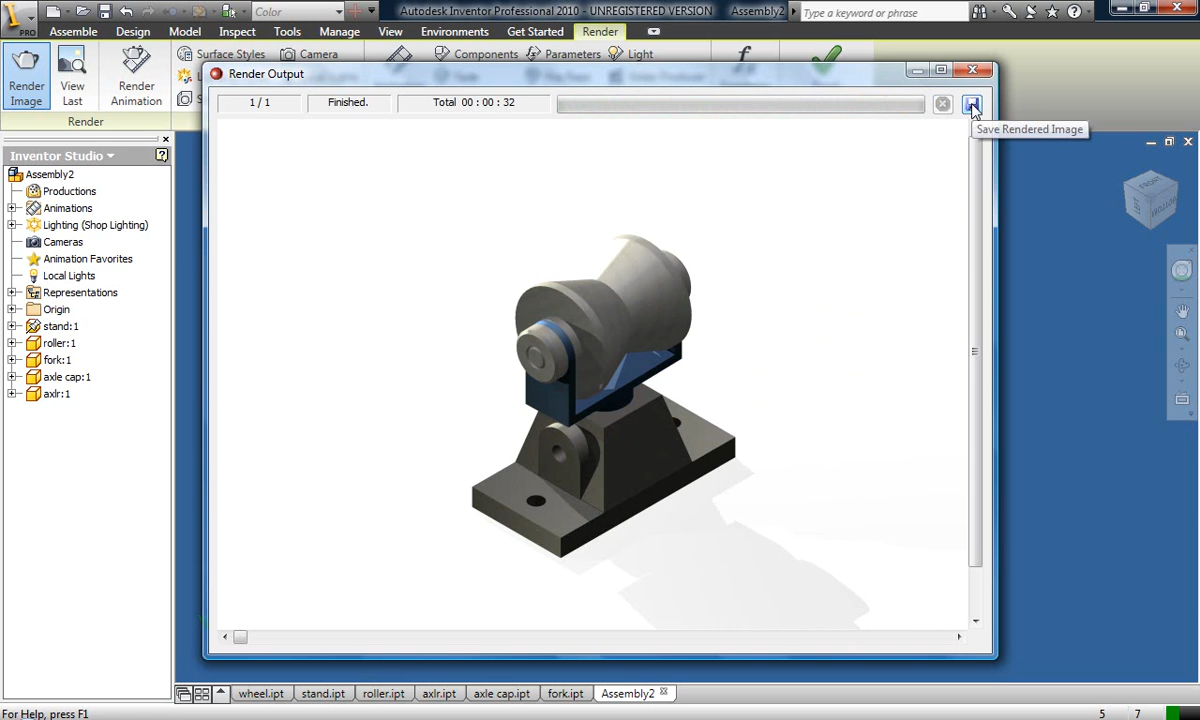 Color
Autodesk Inventor Professional 2010 - UNREGISTERED VERSION Assembly2
Type a keyword or phrase
PRO
Assemble Design Model Inspect Tools Manage View Environments Get Started Render
Render Image
View Last
Render Animation
Surface Styles
Camera
Components
Parameters
Light
Render
Render Output
1 / 1 Finished. Total 00 : 00 : 32
Save Rendered Image
FRONT
BOTTOM
Inventor Studio
Assembly2
Productions
Animations
Lighting (Shop Lighting)
Cameras
Animation Favorites
Local Lights
Representations
Origin
stand:1
roller:1
fork:1
axle cap:1
axlr:1
wheel.ipt stand.ipt roller.ipt axlr.ipt axle cap.ipt fork.ipt Assembly2
For Help, press F1
5 7